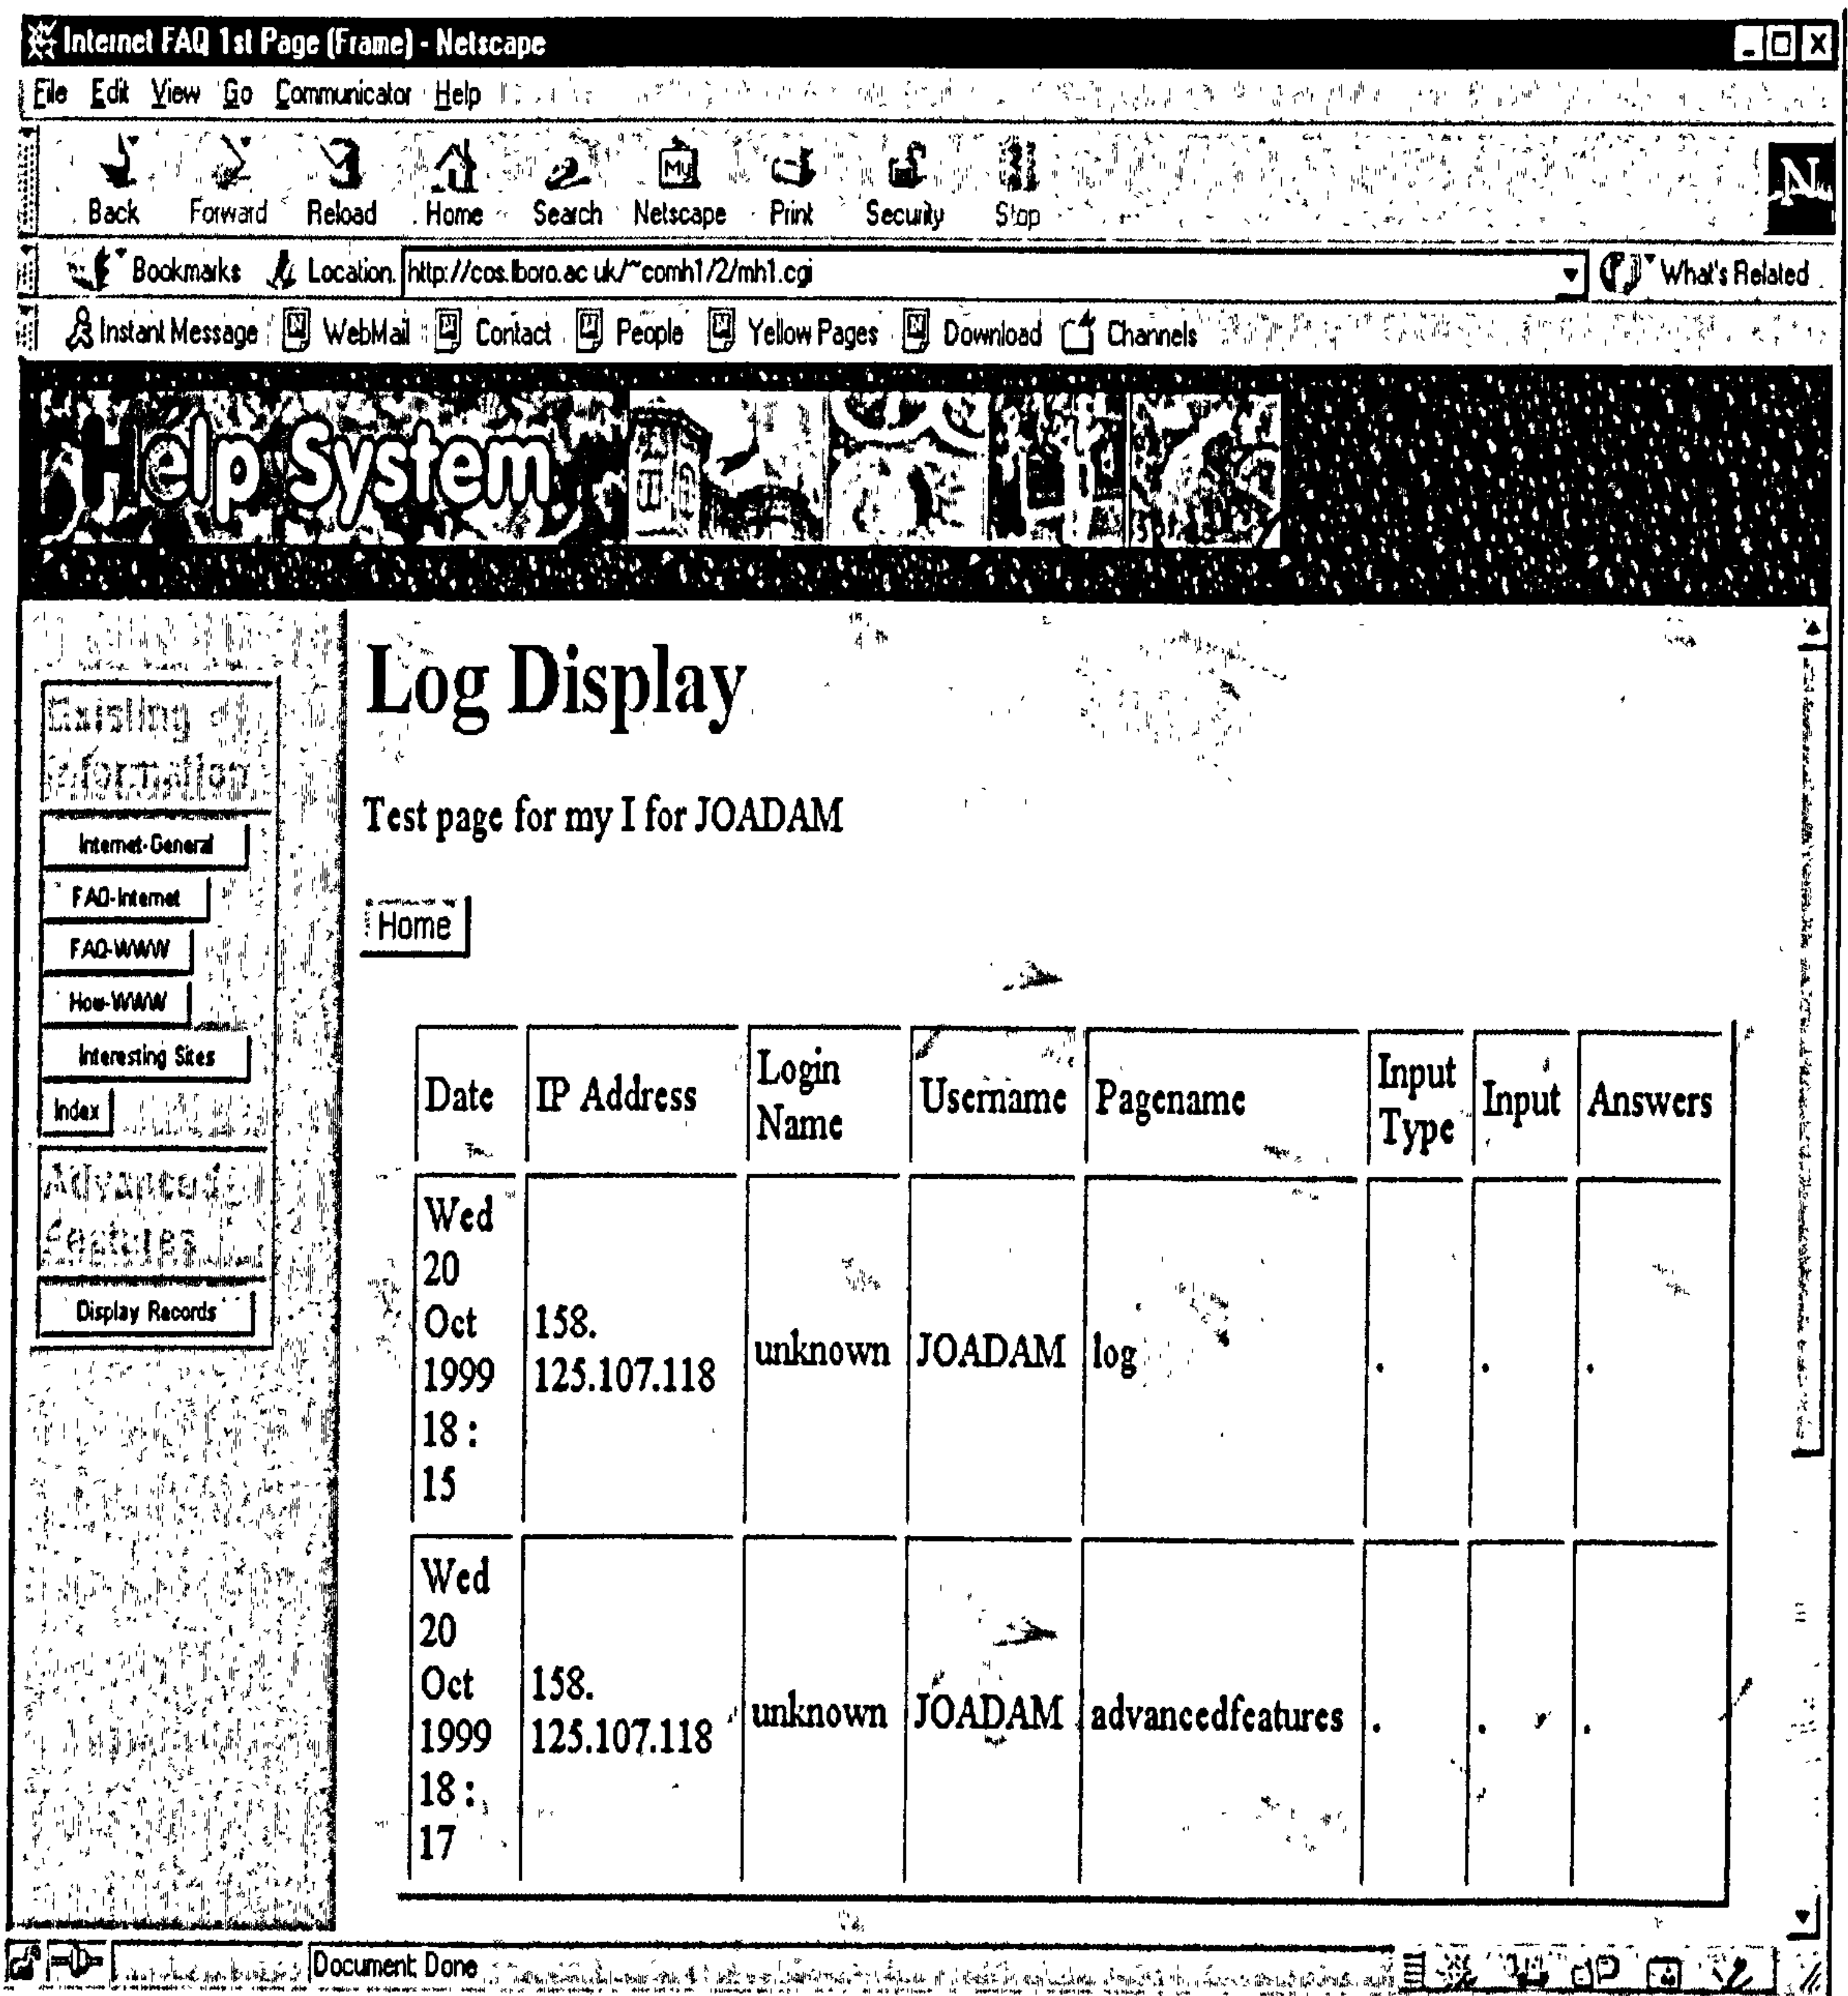 Internet FAQ 1st Page (Frame) - Netscape
File Edit View Go Communicator Help
Back Forward Reload Home Search Netscape Print Security Stop
My
N
Bookmarks Location: http://cos.lboro.ac uk/~comh1/2/mh1.cgi What's Related
Instant Message WebMail Contact People Yellow Pages Download Channels
Help System
Existing
Information
Internet-General
FAQ-Internet
FAQ-WWW
How-WWW
Interesting Sites
Index
Advanced
Features
Display Records
Log Display
Test page for my I for JOADAM
Home
Date IP Address Login Name Username Pagename Input Type Input Answers
Wed 20 Oct 1999 18 : 15 158. 125.107.118 unknown JOADAM log . . .
Wed 20 Oct 1999 18 : 17 158. 125.107.118 unknown JOADAM advancedfeatures . . .
Document: Done